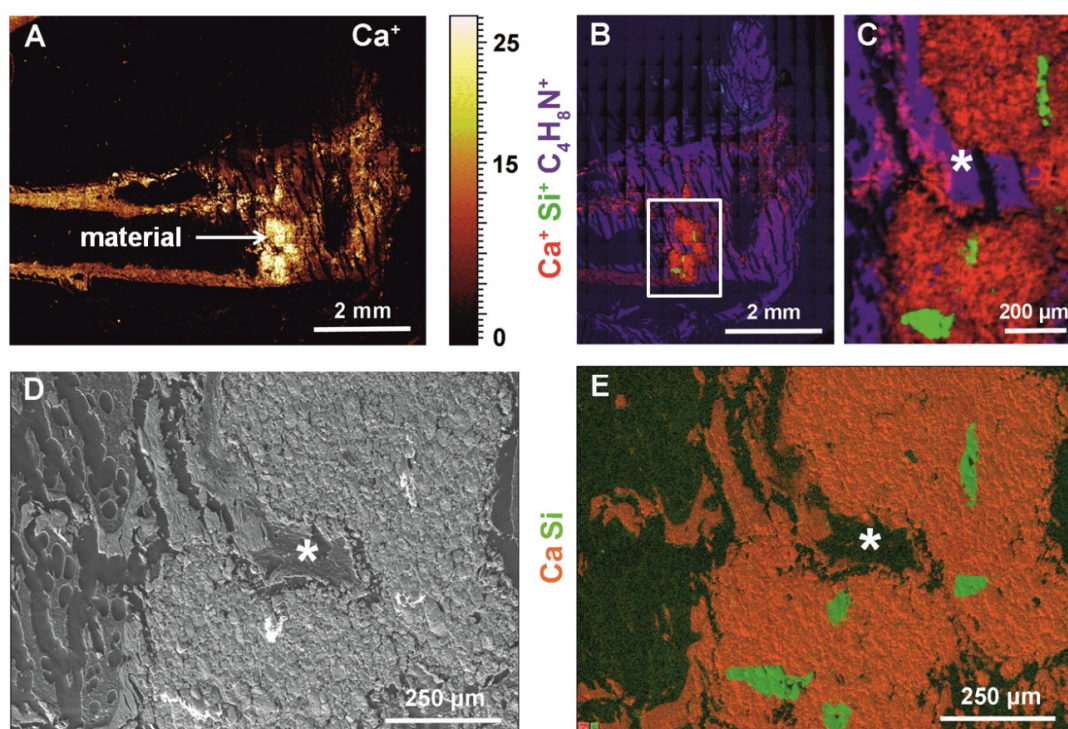 A
Ca⁺
material
2 mm
25
15
0
Ca⁺ Si⁺ C₄H₈N⁺
B
2 mm
C
*
200 µm
D
*
250 µm
Ca Si
E
*
250 µm